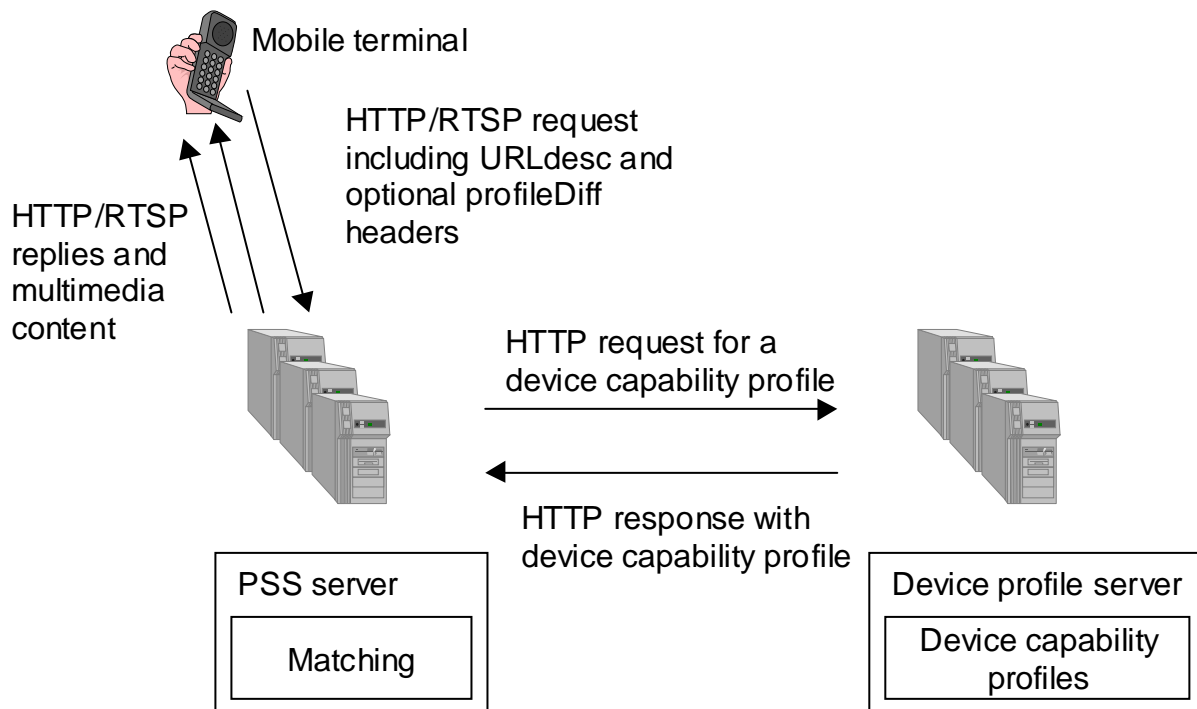 Mobile terminal
HTTP/RTSP request
including URLdesc and
optional profileDiff
headers
HTTP/RTSP
replies and
multimedia
content
HTTP request for a
device capability profile
HTTP response with
device capability profile
PSS server
Matching
Device profile server
Device capability
profiles